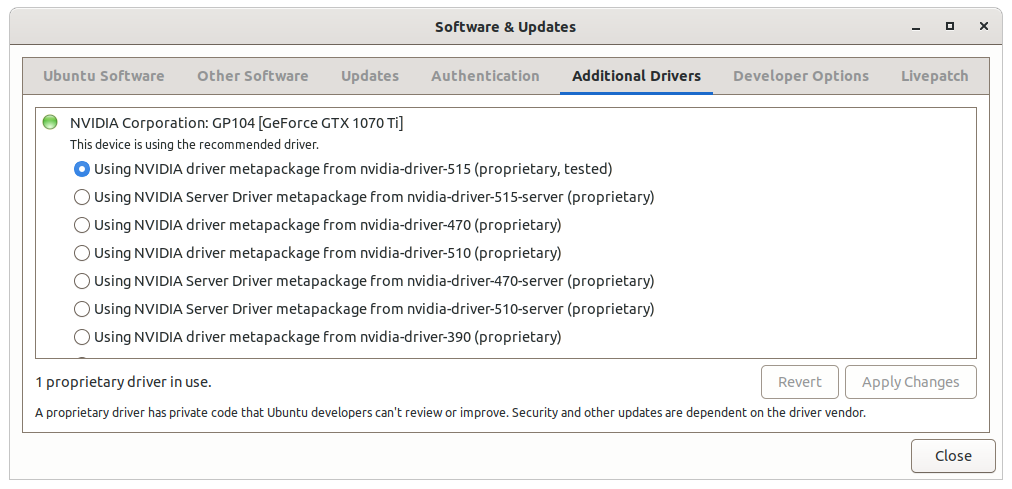 Software & Updates
Ubuntu Software Other Software Updates Authentication Additional Drivers Developer Options Livepatch
NVIDIA Corporation: GP104 [GeForce GTX 1070 Ti]
This device is using the recommended driver.
Using NVIDIA driver metapackage from nvidia-driver-515 (proprietary, tested)
Using NVIDIA Server Driver metapackage from nvidia-driver-515-server (proprietary)
Using NVIDIA driver metapackage from nvidia-driver-470 (proprietary)
Using NVIDIA driver metapackage from nvidia-driver-510 (proprietary)
Using NVIDIA Server Driver metapackage from nvidia-driver-470-server (proprietary)
Using NVIDIA Server Driver metapackage from nvidia-driver-510-server (proprietary)
Using NVIDIA driver metapackage from nvidia-driver-390 (proprietary)
1 proprietary driver in use.
Revert Apply Changes
A proprietary driver has private code that Ubuntu developers can't review or improve. Security and other updates are dependent on the driver vendor.
Close